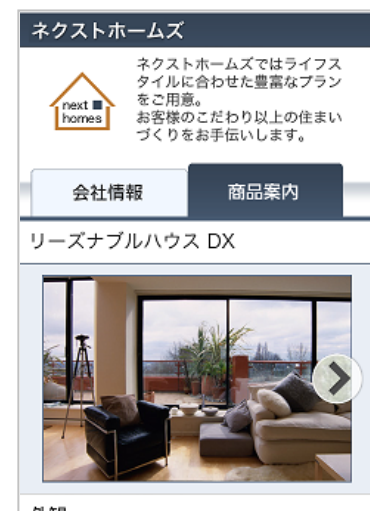 ネクストホームズ
ネクストホームズではライフス
タイルに合わせた豊富なプラン
をご用意。
お客様のこだわり以上の住まい
づくりをお手伝いします。
next
homes
会社情報
商品案内
リーズナブルハウス DX